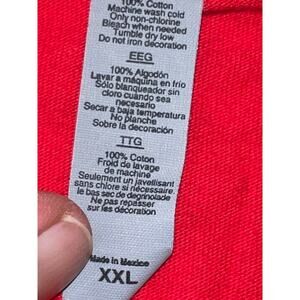 100% Cotton
Machine wash cold
Only non-chlorine
Bleach when needed
Tumble dry low
Do not iron decoration
EEG
100% Algodón
Lavar a máquina en frío
Sólo blanqueador sin
cloro cuando sea
necesario
Secar a baja temperatura
No planche
Sobre la decoración
TTG
100% Coton
Froid de lavage
de machine
Seulement un javellisant
sans chlore si nécessaire.
le bas sec de degringolade
Ne pas repasser
sur les décoration
Made in Mexico
XXL